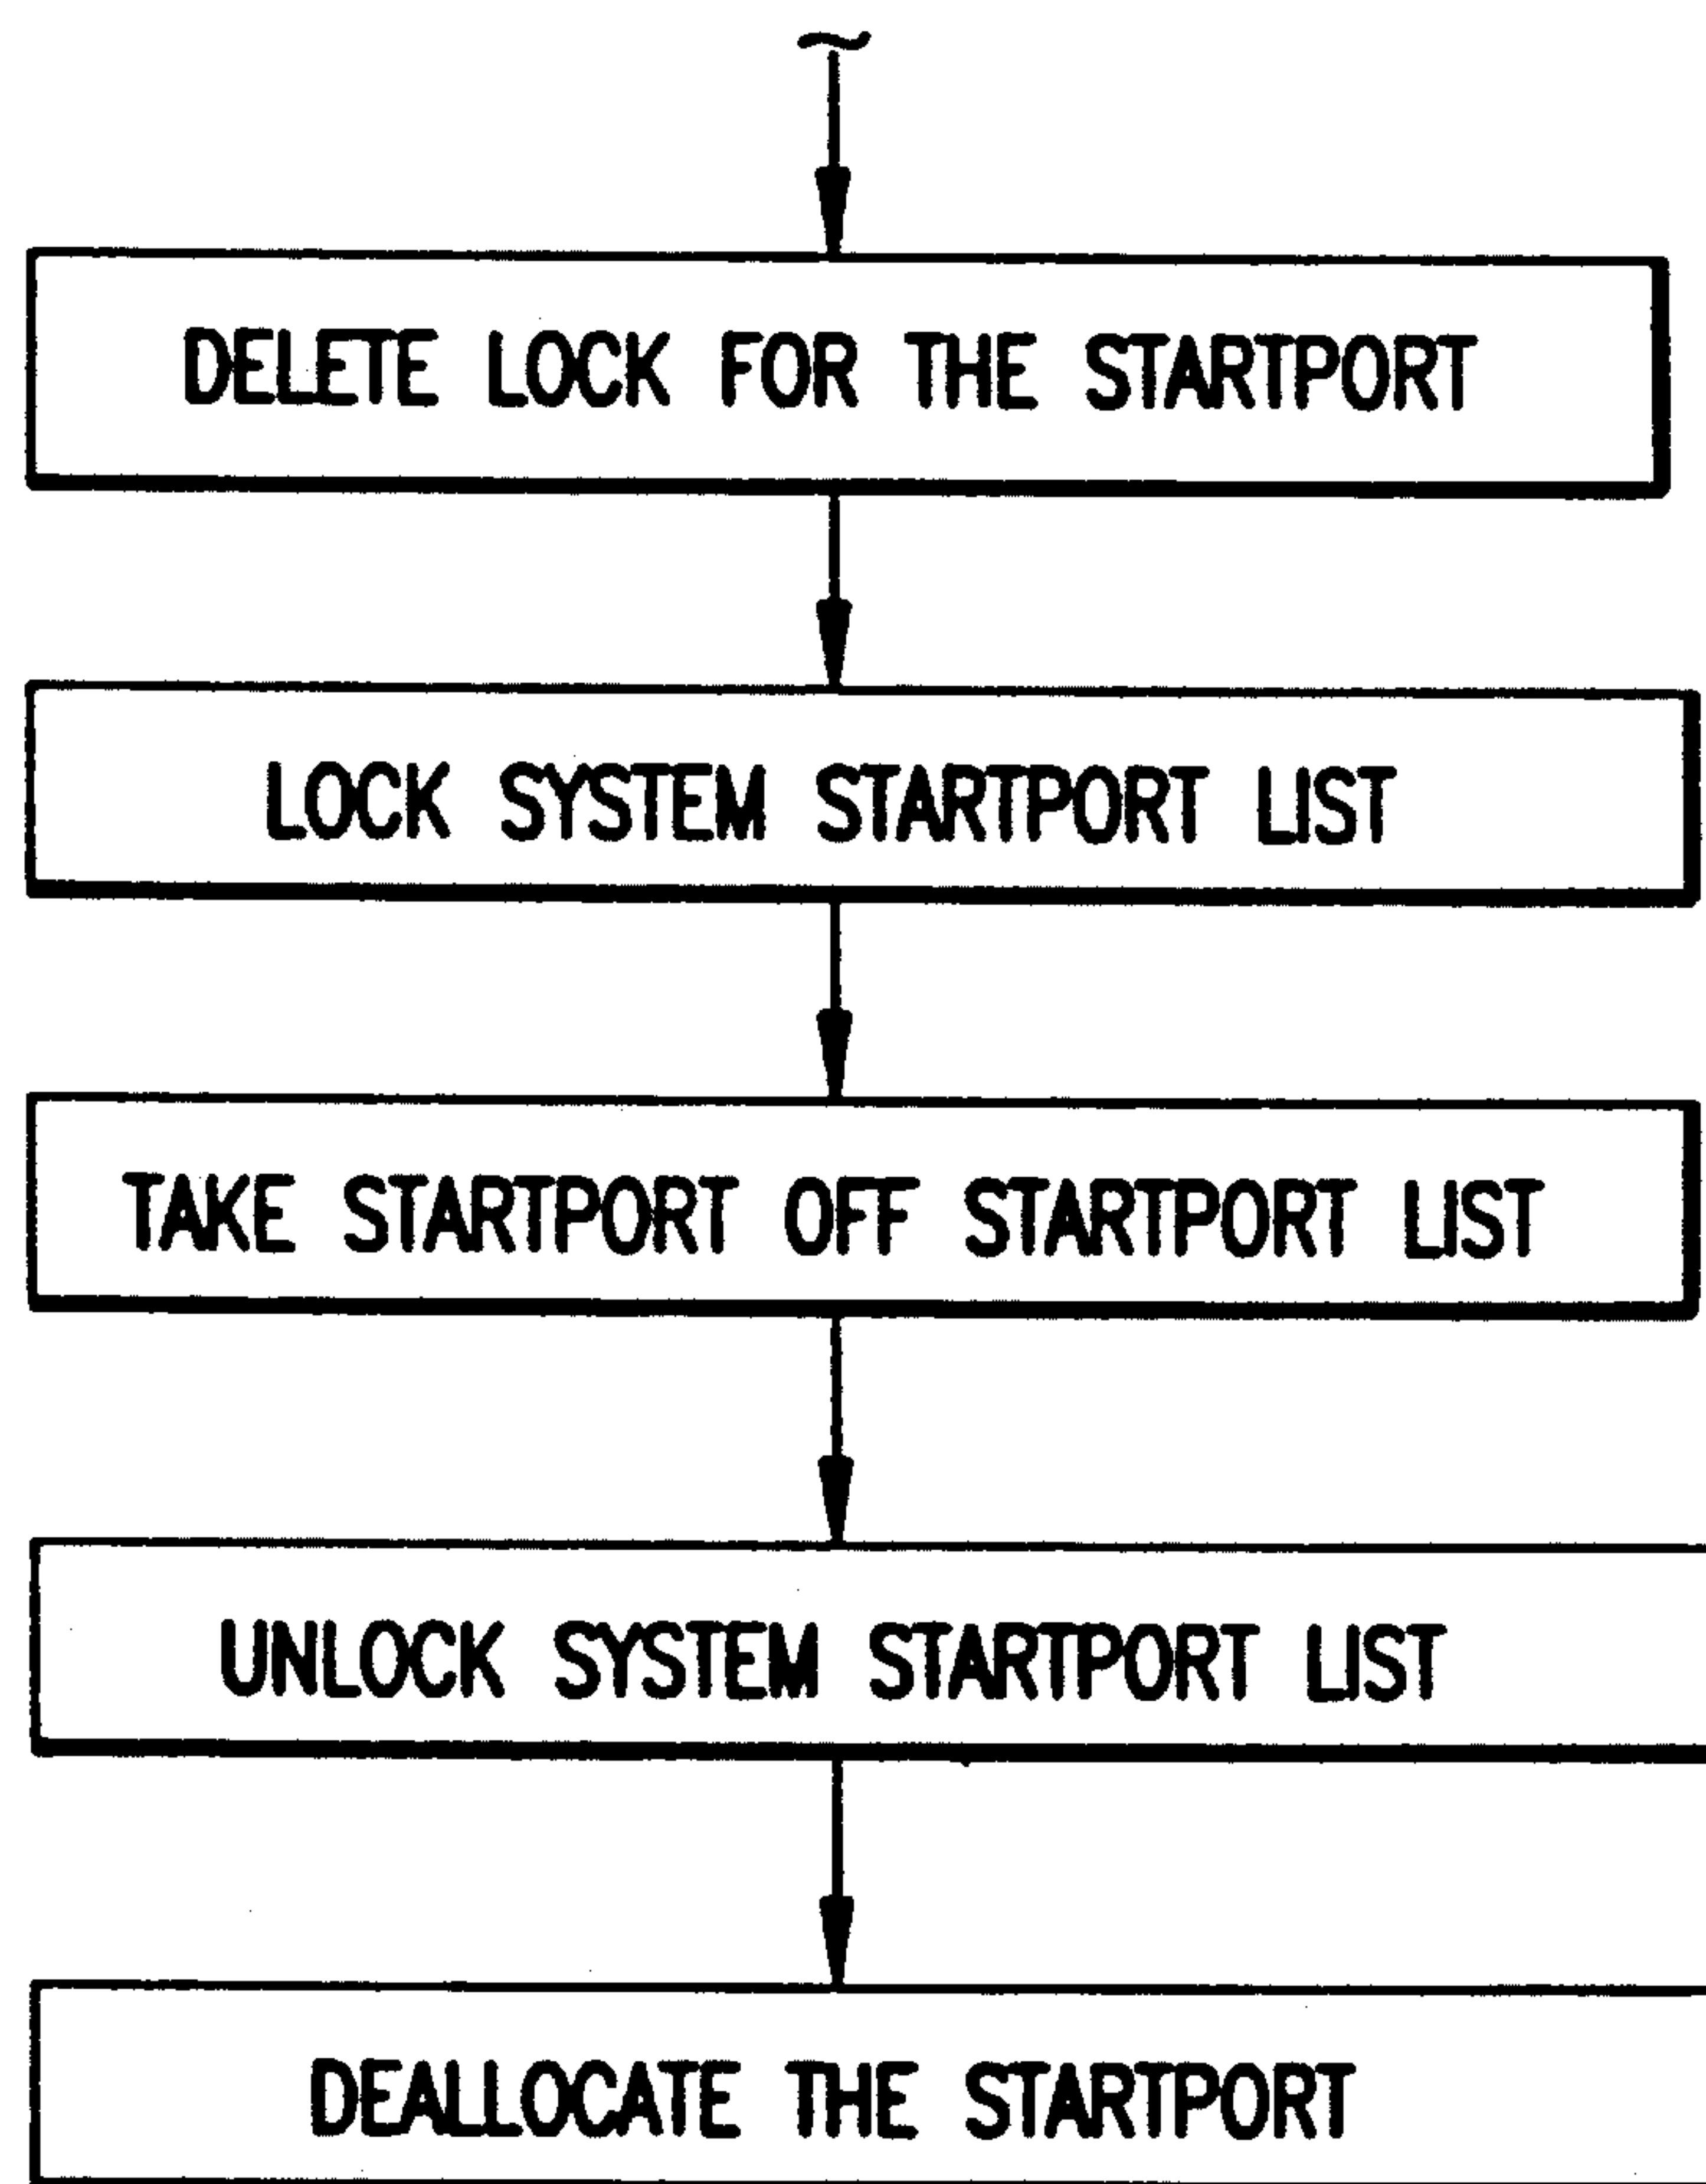 DELETE LOCK FOR THE STARTPORT
LOCK SYSTEM STARTPORT LIST
TAKE STARTPORT OFF STARTPORT LIST
UNLOCK SYSTEM STARTPORT LIST
DEALLOCATE THE STARTPORT